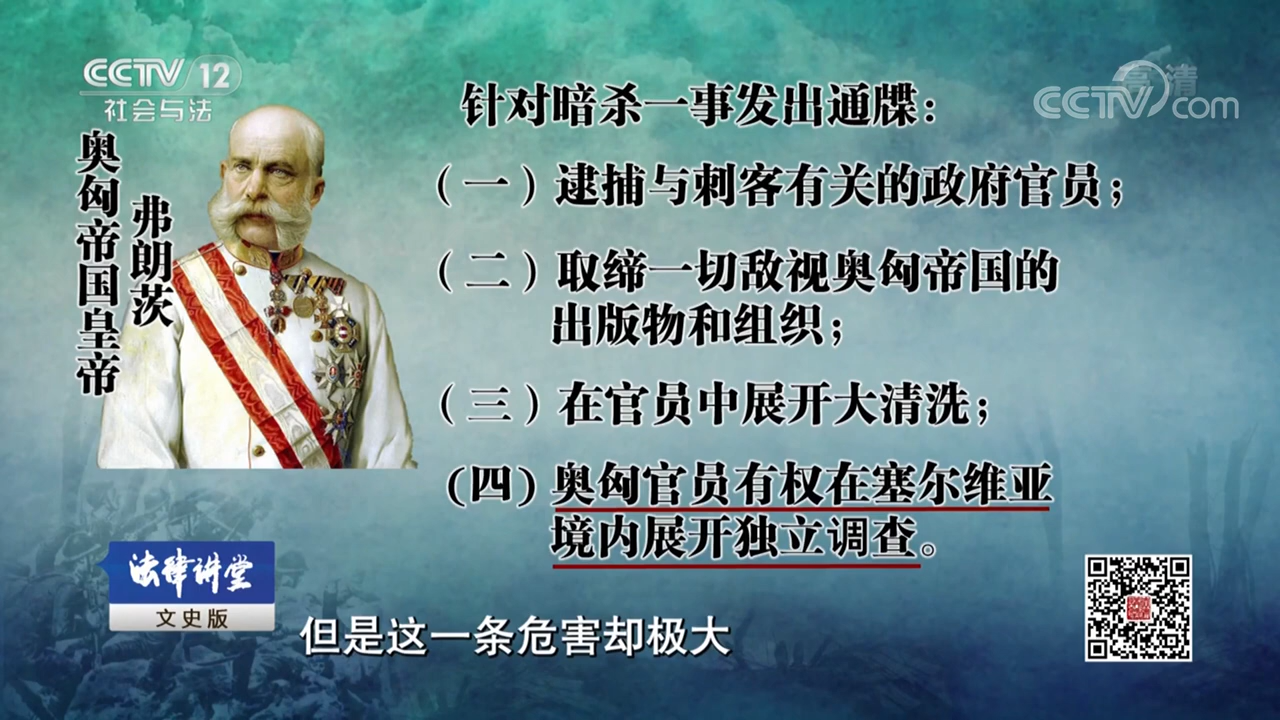 CCTV 12
社会与法
高清
CCTV com
奥匈帝国皇帝
弗朗茨
针对暗杀一事发出通牒：
（一）逮捕与刺客有关的政府官员；
（二）取缔一切敌视奥匈帝国的
出版物和组织；
（三）在官员中展开大清洗；
（四）奥匈官员有权在塞尔维亚
境内展开独立调查。
法律讲堂
文史版
但是这一条危害却极大